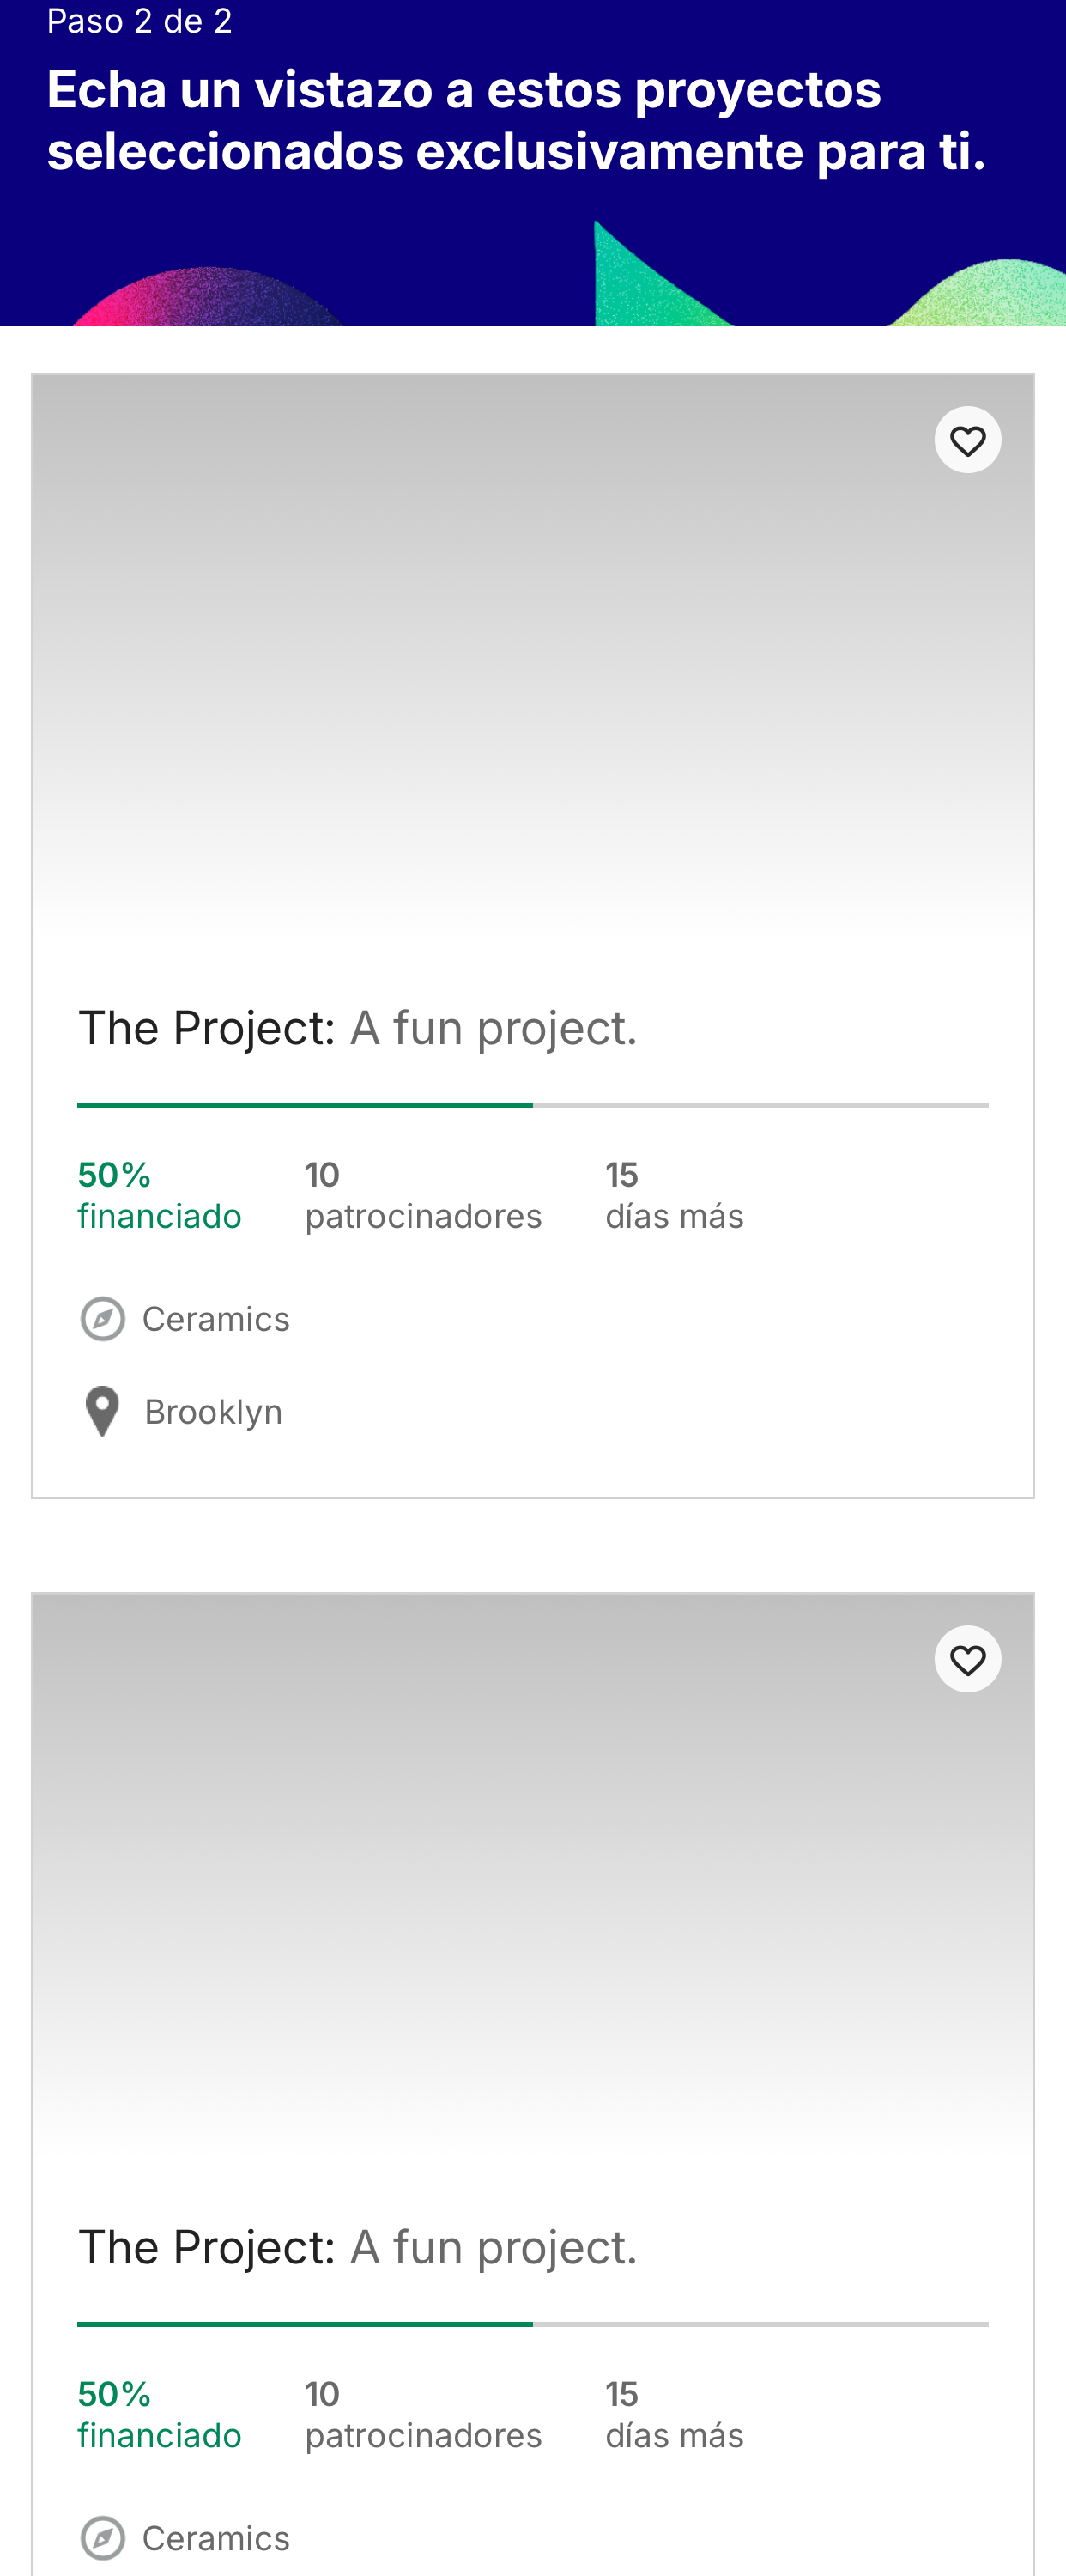 Paso 2 de 2
Echa un vistazo a estos proyectos
seleccionados exclusivamente para ti.
The Project: A fun project.
50% 10 15
financiado patrocinadores días más
Ceramics
Brooklyn
The Project: A fun project.
50% 10 15
financiado patrocinadores días más
Ceramics